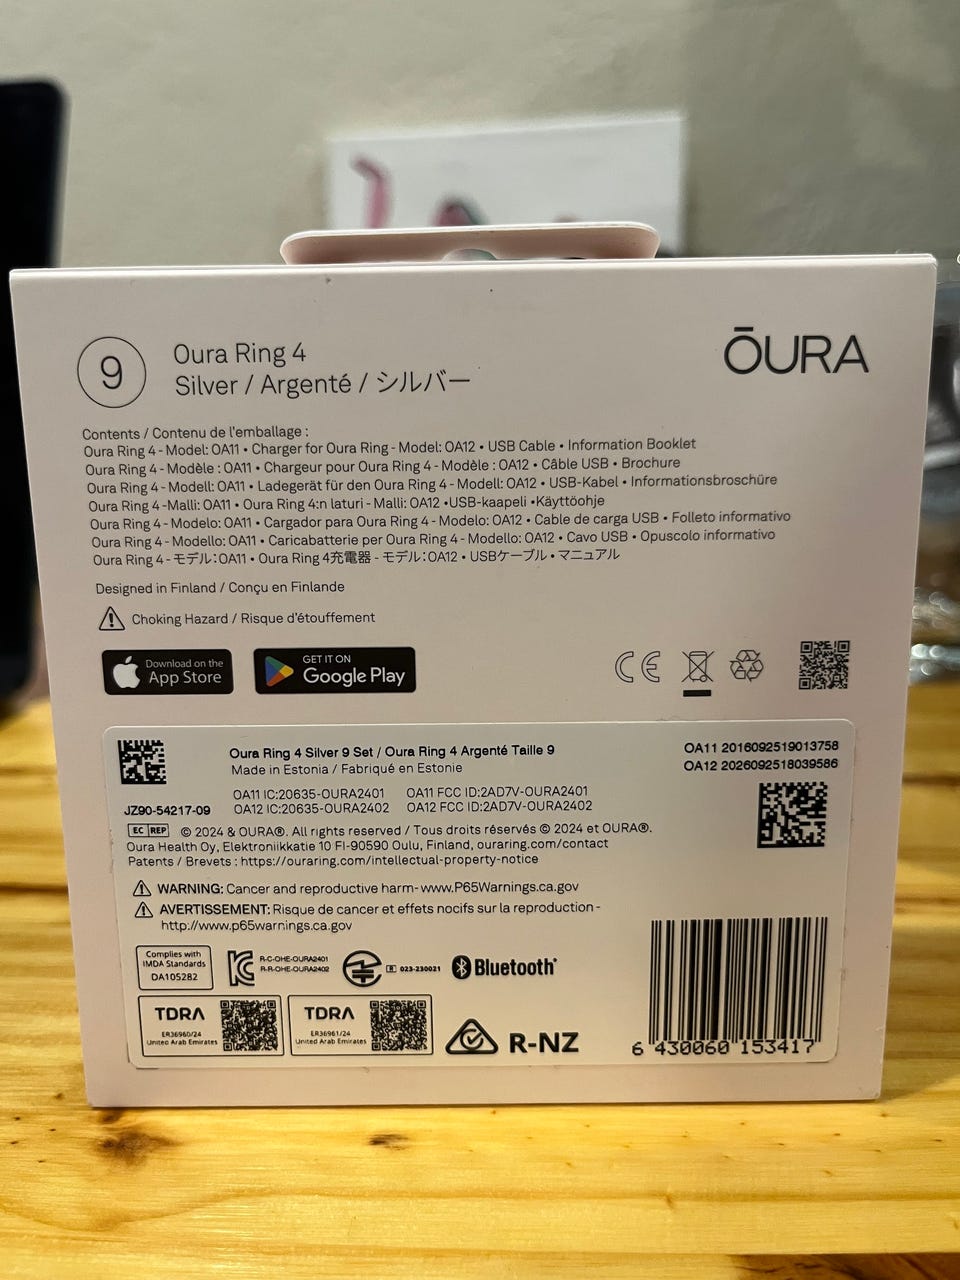 9
Oura Ring 4
Silver / Argenté / シルバー
ŌURA
Contents / Contenu de l'emballage :
Oura Ring 4 - Model: OA11 • Charger for Oura Ring - Model: OA12 • USB Cable • Information Booklet
Oura Ring 4 - Modèle : OA11 • Chargeur pour Oura Ring 4 - Modèle : OA12 • Câble USB • Brochure
Oura Ring 4 - Modell: OA11 • Ladegerät für den Oura Ring 4 - Modell: OA12 • USB-Kabel • Informationsbroschüre
Oura Ring 4 -Malli: OA11 • Oura Ring 4:n laturi - Malli: OA12 •USB-kaapeli •Käyttöohje
Oura Ring 4 - Modelo: OA11 • Cargador para Oura Ring 4 - Modelo: OA12 • Cable de carga USB • Folleto informativo
Oura Ring 4 - Modello: OA11 • Caricabatterie per Oura Ring 4 - Modello: OA12 • Cavo USB • Opuscolo informativo
Oura Ring 4 - モデル：OA11 • Oura Ring 4充電器 - モデル：OA12 • USBケーブル • マニュアル
Designed in Finland / Conçu en Finlande
Choking Hazard / Risque d'étouffement
Download on the
App Store
GET IT ON
Google Play
CE
Oura Ring 4 Silver 9 Set / Oura Ring 4 Argenté Taille 9
Made in Estonia / Fabriqué en Estonie
OA11 2016092519013758
OA12 2026092518039586
OA11 IC:20635-OURA2401 OA11 FCC ID:2AD7V-OURA2401
OA12 IC:20635-OURA2402 OA12 FCC ID:2AD7V-OURA2402
JZ90-54217-09
EC REP © 2024 & OURA®. All rights reserved / Tous droits réservés © 2024 et OURA®.
Oura Health Oy, Elektroniikkatie 10 FI-90590 Oulu, Finland, ouraring.com/contact
Patents / Brevets : https://ouraring.com/intellectual-property-notice
WARNING: Cancer and reproductive harm- www.P65Warnings.ca.gov
AVERTISSEMENT: Risque de cancer et effets nocifs sur la reproduction -
http://www.p65warnings.ca.gov
Complies with
IMDA Standards
DA105282
R-C-OHE-OURA2401
R-R-OHE-OURA2402
R 023-230021
Bluetooth®
TDRA
ER36960/24
United Arab Emirates
TDRA
ER36961/24
United Arab Emirates
R-NZ
6 430060 153417